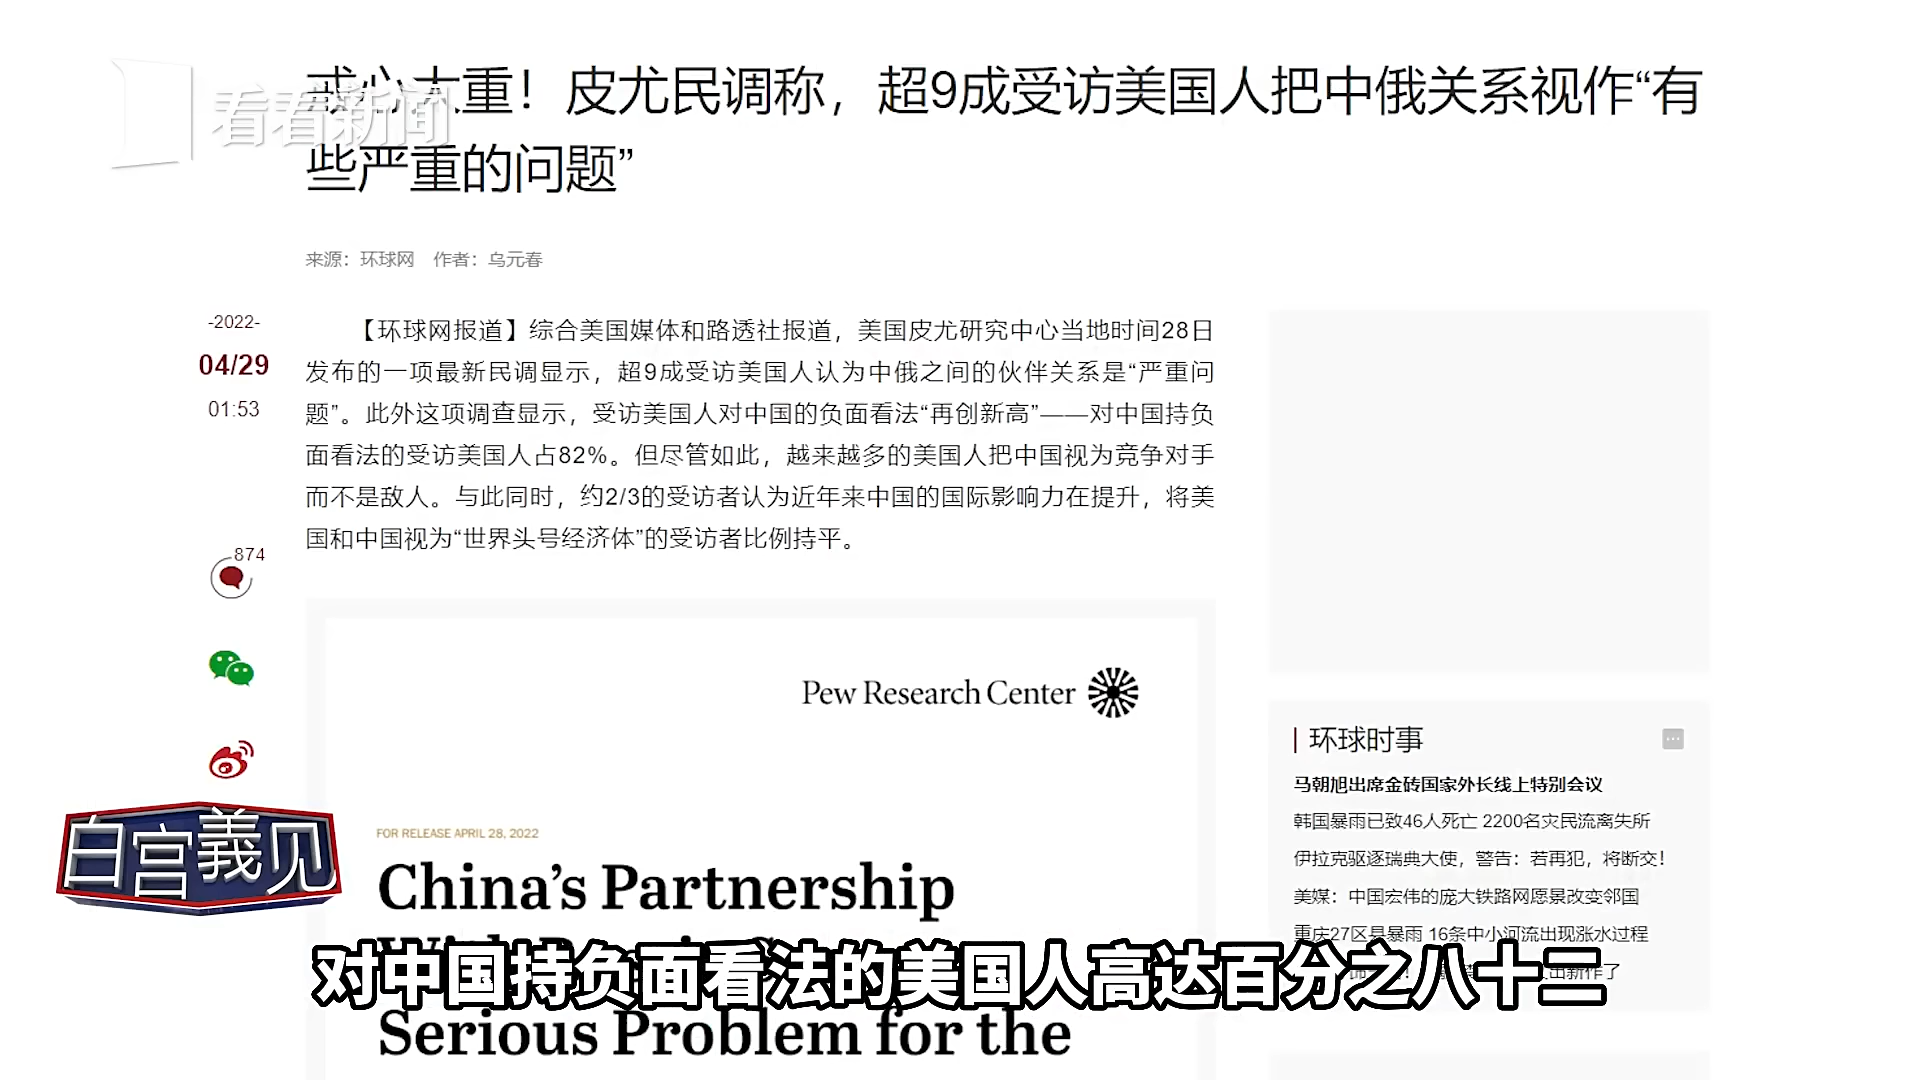 看看新闻
戒心太重！皮尤民调称，超9成受访美国人把中俄关系视作“有
些严重的问题”
来源：环球网 作者：乌元春
-2022-
04/29
01:53
874
【环球网报道】综合美国媒体和路透社报道，美国皮尤研究中心当地时间28日
发布的一项最新民调显示，超9成受访美国人认为中俄之间的伙伴关系是“严重问
题”。此外这项调查显示，受访美国人对中国的负面看法“再创新高”——对中国持负
面看法的受访美国人占82%。但尽管如此，越来越多的美国人把中国视为竞争对手
而不是敌人。与此同时，约2/3的受访者认为近年来中国的国际影响力在提升，将美
国和中国视为“世界头号经济体”的受访者比例持平。
Pew Research Center
FOR RELEASE APRIL 28, 2022
China’s Partnership
Serious Problem for the
环球时事
马朝旭出席金砖国家外长线上特别会议
韩国暴雨已致46人死亡 2200名灾民流离失所
伊拉克驱逐瑞典大使，警告：若再犯，将断交！
美媒：中国宏伟的庞大铁路网愿景改变邻国
重庆27区县暴雨 16条中小河流出现涨水过程
出新作了
白宫義见
对中国持负面看法的美国人高达百分之八十二